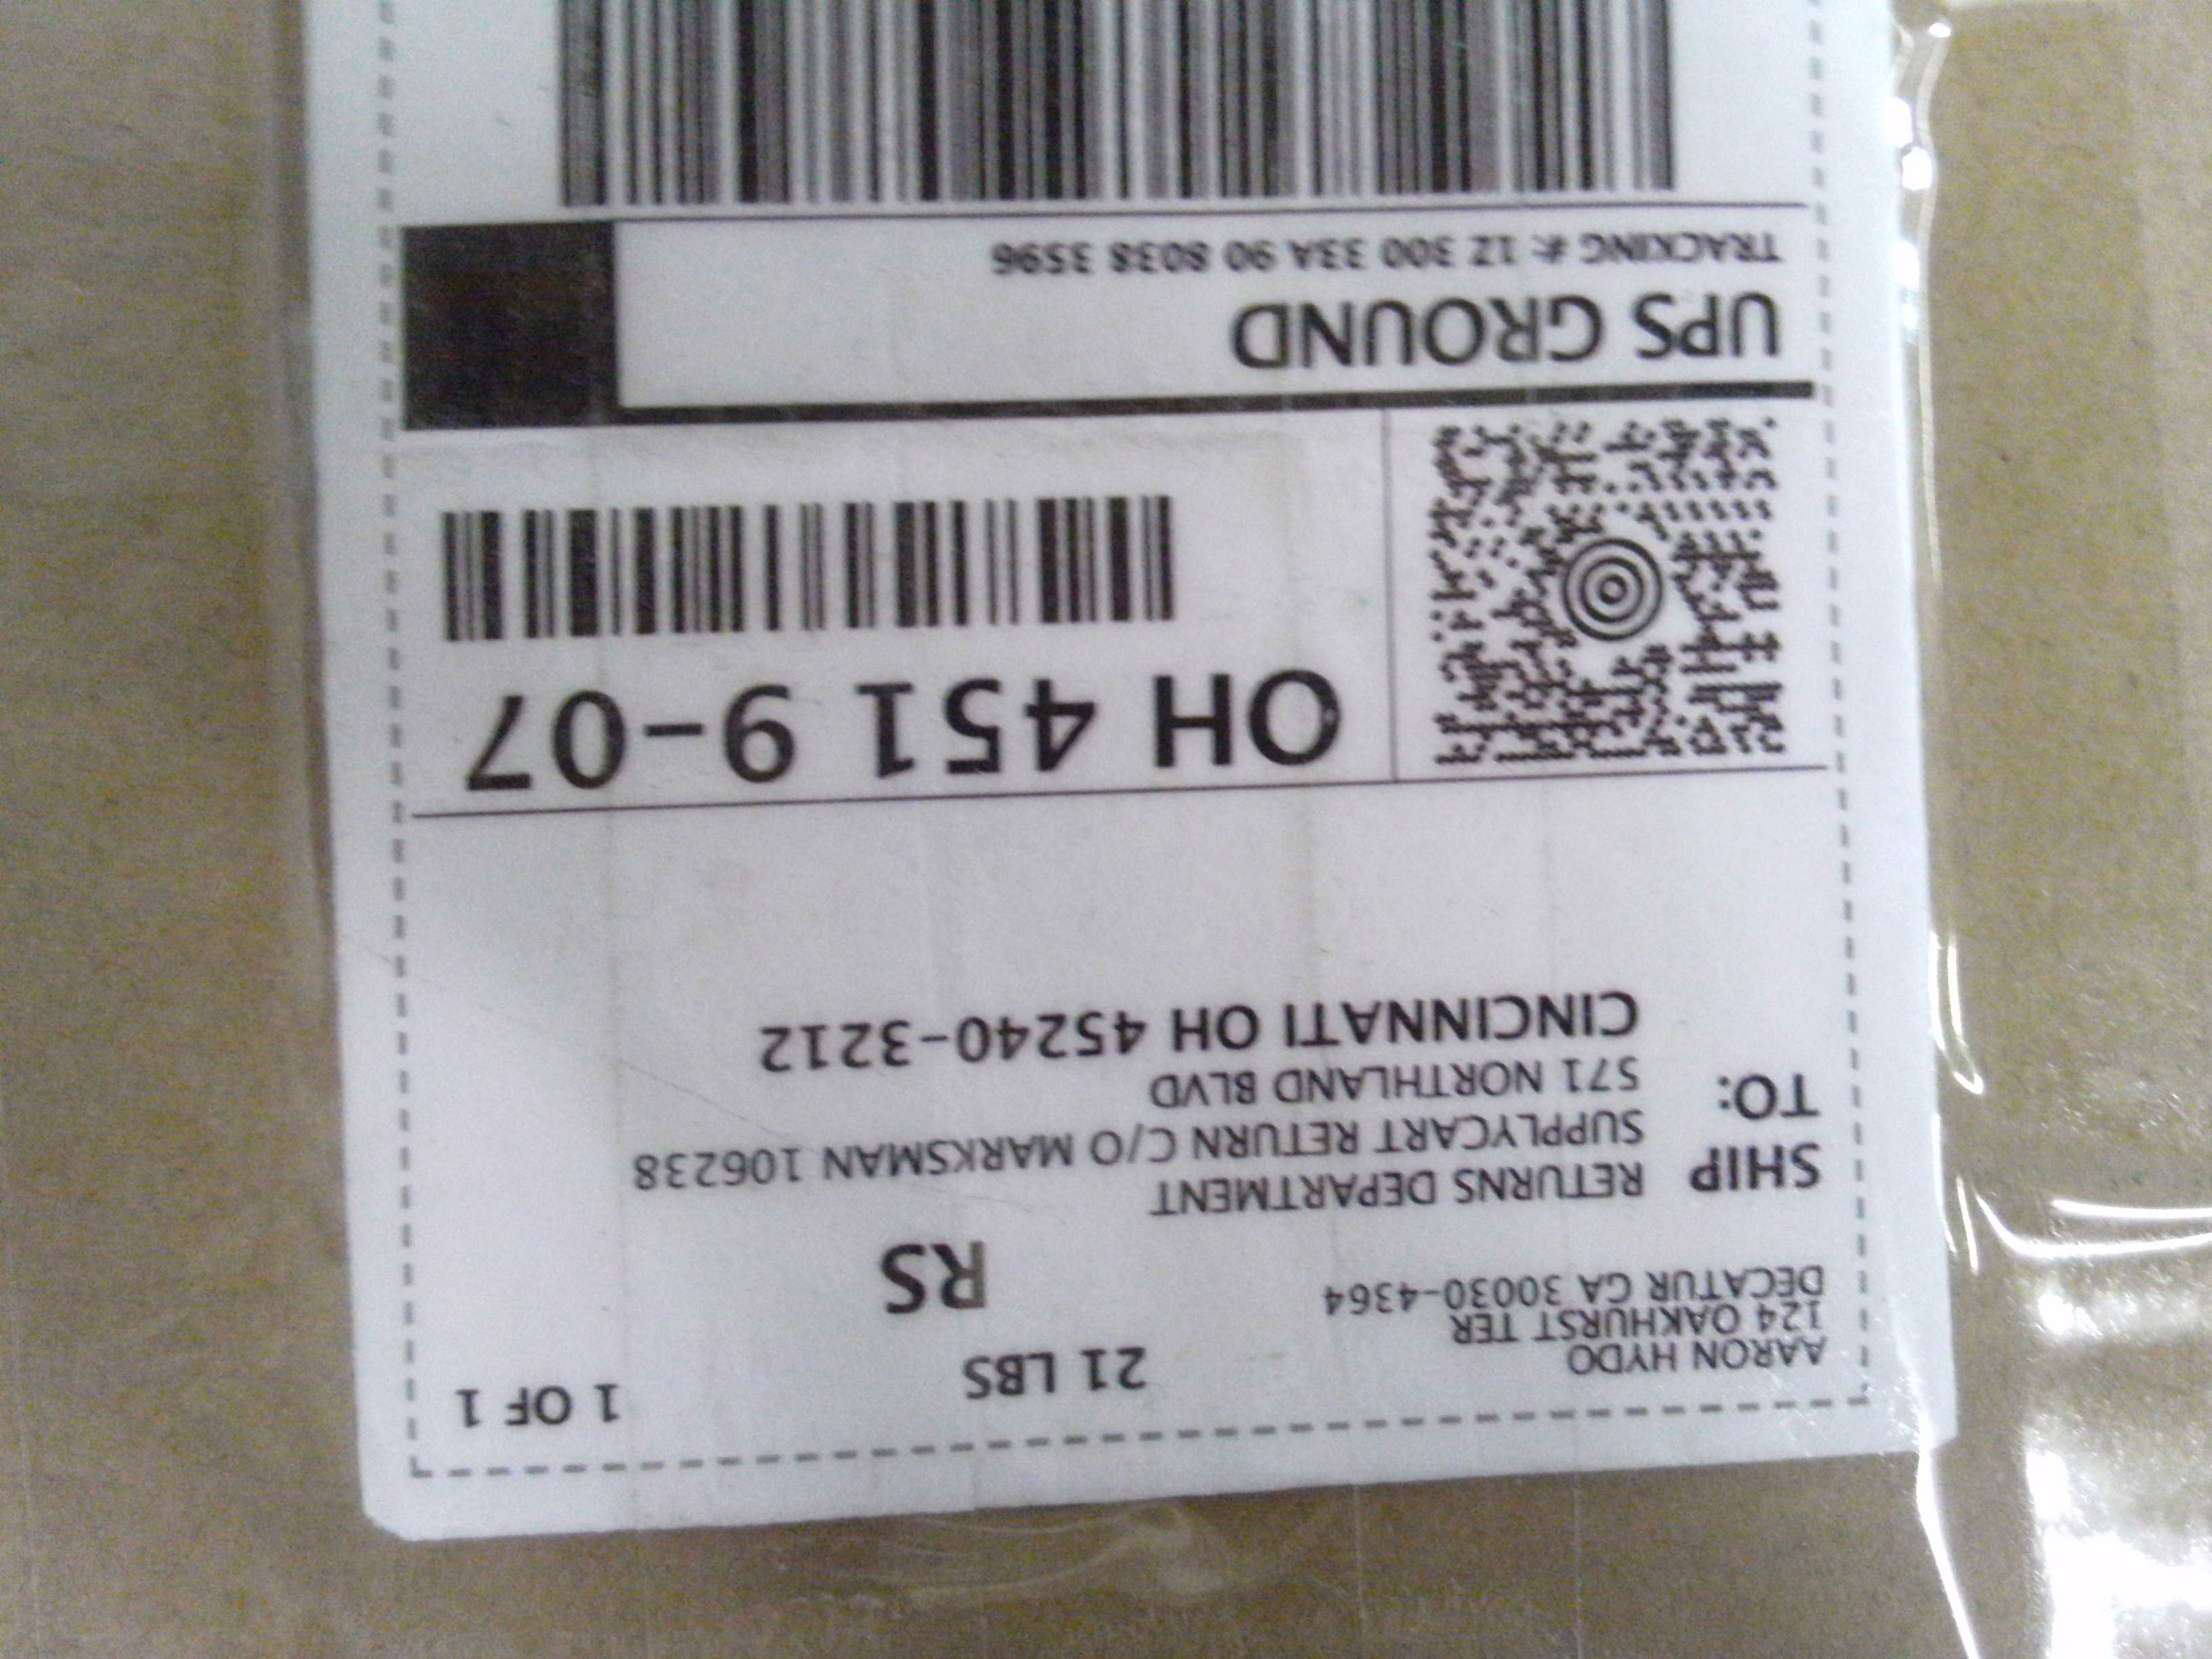 AARON HYDO
124 OAKHURST TER
DECATUR GA 30030-4364
21 LBS
1 OF 1
RS
SHIP TO:
RETURNS DEPARTMENT
SUPPLYCART RETURN C/O MARKSMAN 106238
571 NORTHLAND BLVD
CINCINNATI OH 45240-3212
OH 451 9-07
UPS GROUND
TRACKING #: 1Z 300 33A 90 8038 3596